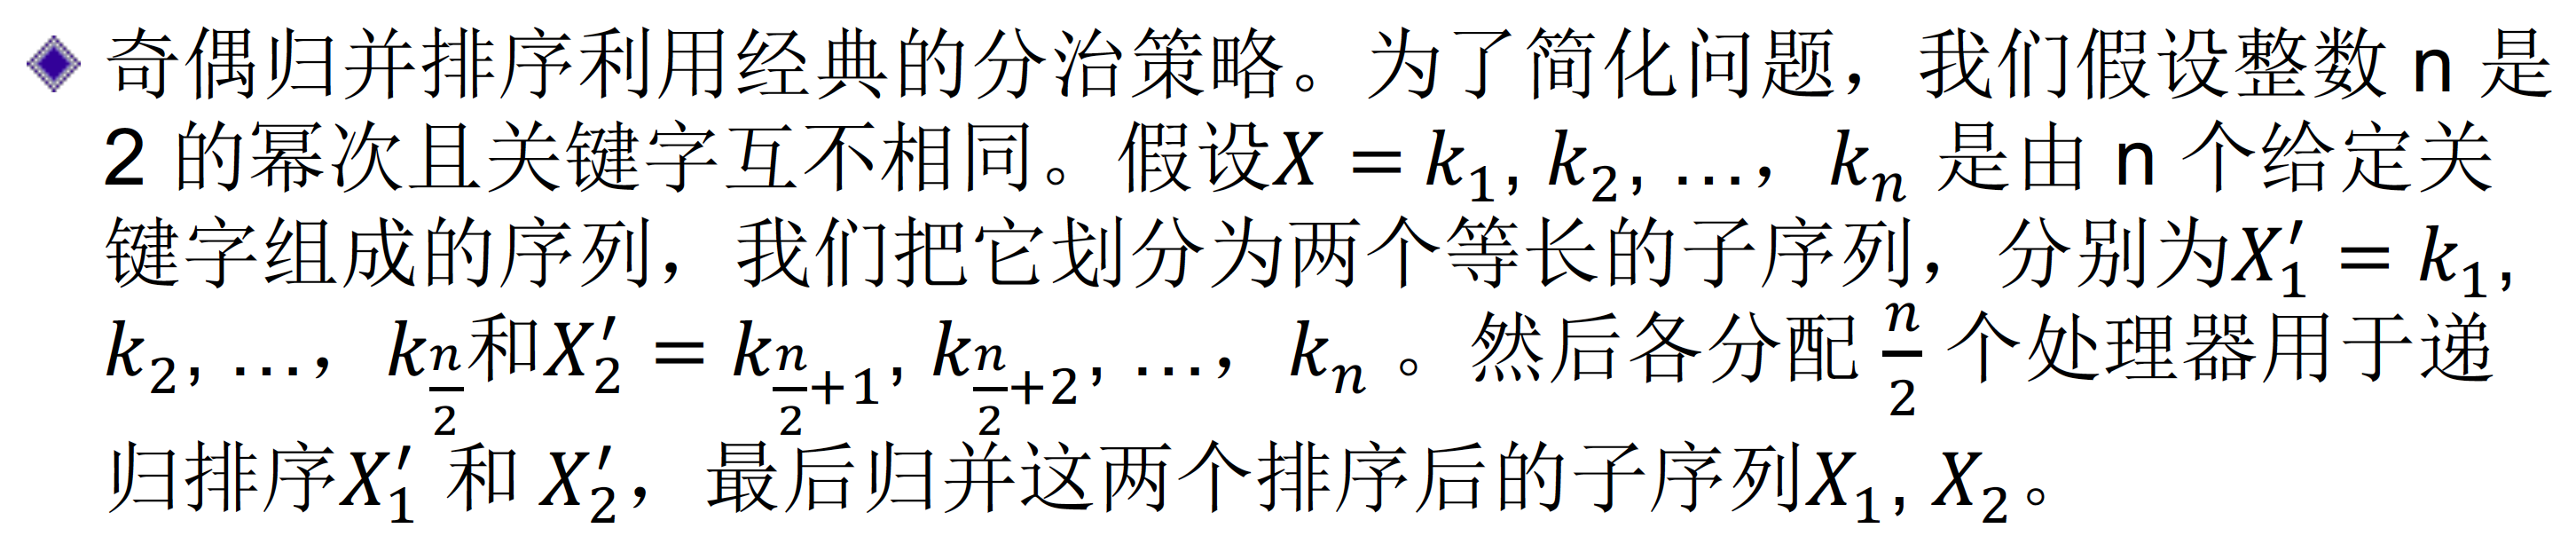 奇偶归并排序利用经典的分治策略。为了简化问题，我们假设整数 n 是
2 的幂次且关键字互不相同。假设$X = k_1, k_2, …，k_n$ 是由 n 个给定关
键字组成的序列，我们把它划分为两个等长的子序列，分别为$X_1' = k_1,$
$k_2, …，k_{\frac{n}{2}}$和$X_2' = k_{\frac{n}{2}+1}, k_{\frac{n}{2}+2}, …，k_n$ 。然后各分配 $\frac{n}{2}$ 个处理器用于递
归排序$X_1'$ 和 $X_2'$，最后归并这两个排序后的子序列$X_1, X_2$。